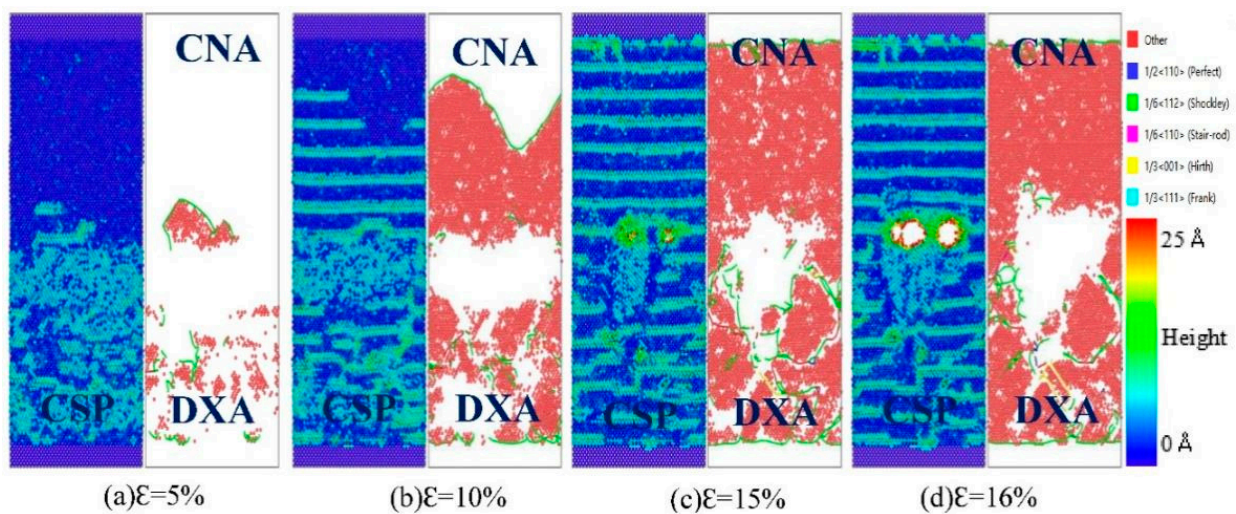 CNA
CSP
DXA
(a)Ɛ=5%
CNA
CSP
DXA
(b)Ɛ=10%
CNA
CSP
DXA
(c)Ɛ=15%
CNA
CSP
DXA
(d)Ɛ=16%
Other
1/2<110> (Perfect)
1/6<112> (Shockley)
1/6<110> (Stair-rod)
1/3<001> (Hirth)
1/3<111> (Frank)
25 Å
Height
0 Å